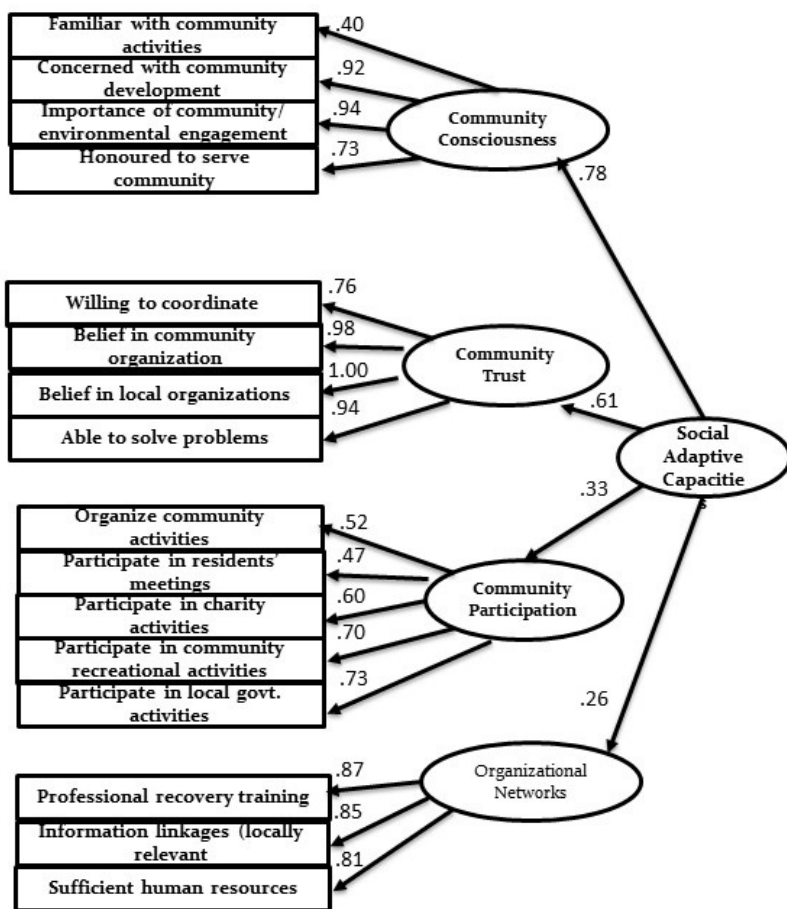 Familiar with community
activities
.40
Concerned with community
development
.92
Importance of community/
environmental engagement
.94
Honoured to serve
community
.73
Community
Consciousness
.78
Willing to coordinate
.76
Belief in community
organization
.98
Belief in local organizations
1.00
Able to solve problems
.94
Community
Trust
.61
Social
Adaptive
Capacitie
s
.33
Organize community
activities
.52
Participate in residents'
meetings
.47
Participate in charity
activities
.60
Participate in community
recreational activities
.70
Participate in local govt.
activities
.73
Community
Participation
.26
Professional recovery training
.87
Information linkages (locally
relevant
.85
Sufficient human resources
.81
Organizational
Networks